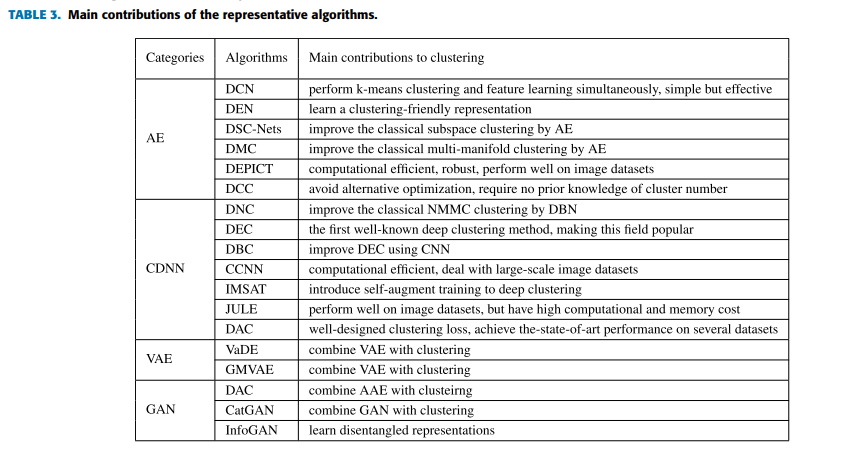 TABLE 3. Main contributions of the representative algorithms.
Categories Algorithms Main contributions to clustering
AE
DCN perform k-means clustering and feature learning simultaneously, simple but effective
DEN learn a clustering-friendly representation
DSC-Nets improve the classical subspace clustering by AE
DMC improve the classical multi-manifold clustering by AE
DEPICT computational efficient, robust, perform well on image datasets
DCC avoid alternative optimization, require no prior knowledge of cluster number
CDNN
DNC improve the classical NMMC clustering by DBN
DEC the first well-known deep clustering method, making this field popular
DBC improve DEC using CNN
CCNN computational efficient, deal with large-scale image datasets
IMSAT introduce self-augment training to deep clustering
JULE perform well on image datasets, but have high computational and memory cost
DAC well-designed clustering loss, achieve the-state-of-art performance on several datasets
VAE
VaDE combine VAE with clustering
GMVAE combine VAE with clustering
GAN
DAC combine AAE with clusteirng
CatGAN combine GAN with clustering
InfoGAN learn disentangled representations